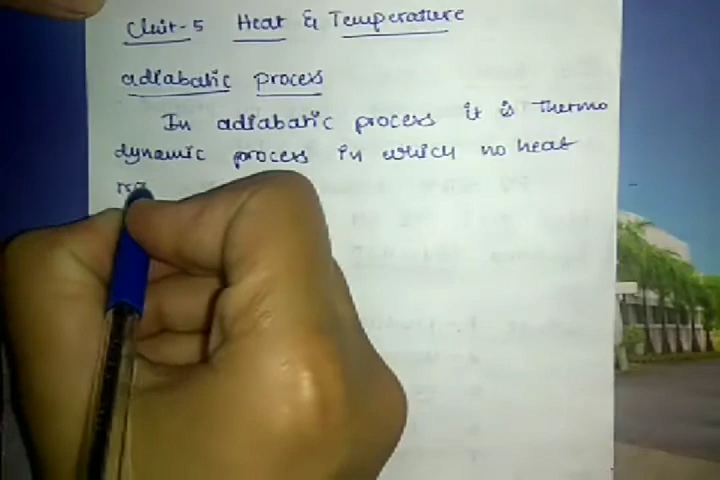 Unit-5 Heat & Temperature
adiabatic process
In adiabatic process it is thermo
dynamic process in which no heat